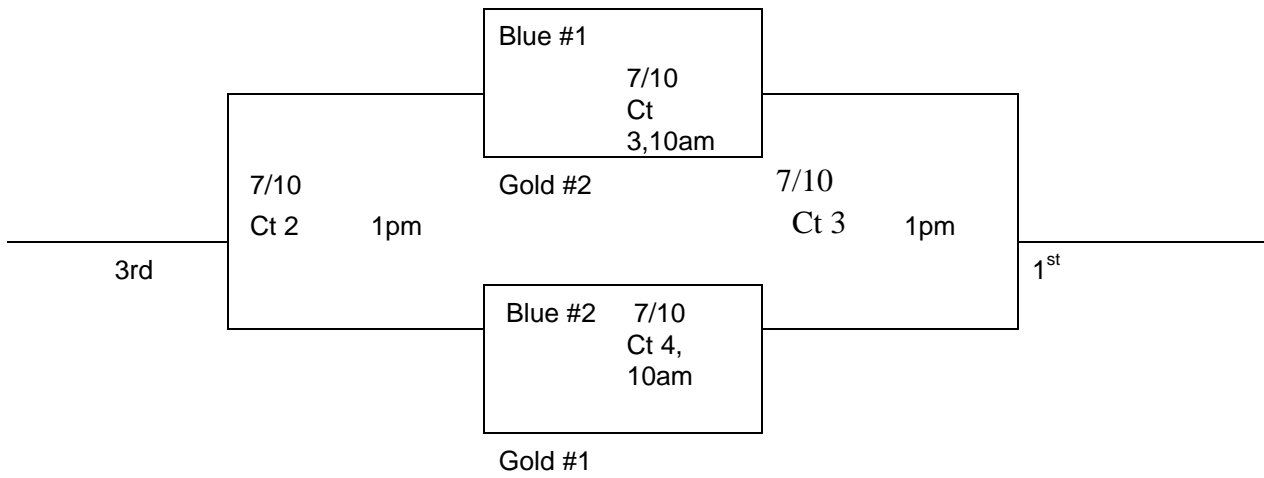 Blue #1
7/10
Ct
3,10am
7/10
Ct 2 1pm
Gold #2
7/10
Ct 3 1pm
3rd
1st
Blue #2 7/10
Ct 4,
10am
Gold #1